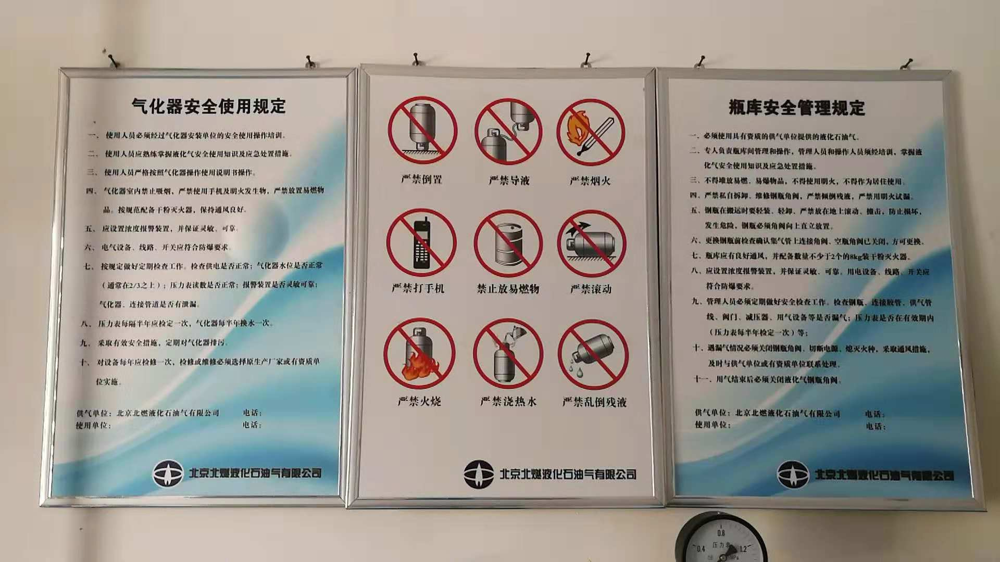 气化器安全使用规定
一、使用人员必须经过气化器安装单位的安全使用操作培训。
二、使用人员应熟练掌握液化气安全使用知识及应急处置措施。
三、使用人员严格按照气化器操作使用说明书操作。
四、气化器室内禁止吸烟，严禁使用手机及明火发生物，严禁放置易燃物
品。按规范配备干粉灭火器，保持通风良好。
五、应设置浓度报警装置，并保证灵敏、可靠。
六、电气设备、线路、开关应符合防爆要求。
七、按规定做好定期检查工作。检查供电是否正常；气化器水位是否正常
（通常在2/3之上）；压力表读数是否正常；报警装置是否灵敏可靠；
气化器、连接管道是否有泄漏。
八、压力表每隔半年应检定一次，气化器每半年换水一次。
九、采取有效安全措施，定期对气化器排污。
十、对设备每年应检修一次，检修或维修必须选择原生产厂家或有资质单
位实施。
供气单位：北京北燃液化石油气有限公司 电话：
使用单位： 电话：
北京北燃液化石油气有限公司
严禁倒置 严禁导液 严禁烟火
严禁打手机 禁止放易燃物 严禁滚动
严禁火烧 严禁浇热水 严禁乱倒残液
北京北燃液化石油气有限公司
瓶库安全管理规定
一、必须使用具有资质的供气单位提供的液化石油气。
二、专人负责瓶库间管理和操作，管理人员和操作人员须经培训，掌握液
化气安全使用知识及应急处置措施。
三、不得堆放易燃、易爆物品，不得使用明火，不得作为居住使用。
四、严禁私自拆卸、维修钢瓶角阀，严禁倾倒残液，严禁用明火试漏。
五、钢瓶在搬运时要轻装、轻卸、严禁放在地上滚动、撞击，防止损坏，
发生危险，钢瓶必须角阀向上直立放置。
六、更换钢瓶前检查确认集气管上连接角阀、空瓶角阀已关闭，方可更换。
七、瓶库应有良好通风，并配备数量不少于2个的8kg装干粉灭火器。
八、应设置浓度报警装置，并保证灵敏、可靠。用电设备、线路、开关应
符合防爆要求。
九、管理人员必须定期做好安全检查工作。检查钢瓶、连接胶管、供气管
线、阀门、减压器、用气设备等是否漏气；压力表是否在有效期内
（压力表每半年检定一次）等；
十、遇漏气情况必须关闭钢瓶角阀、切断电源、熄灭火种，采取通风措施，
及时与供气单位或有资质单位联系处理。
十一、用气结束后必须关闭液化气钢瓶角阀。
供气单位：北京北燃液化石油气有限公司 电话：
使用单位： 电话：
北京北燃液化石油气有限公司
0.8
压力表
0.4 1.2